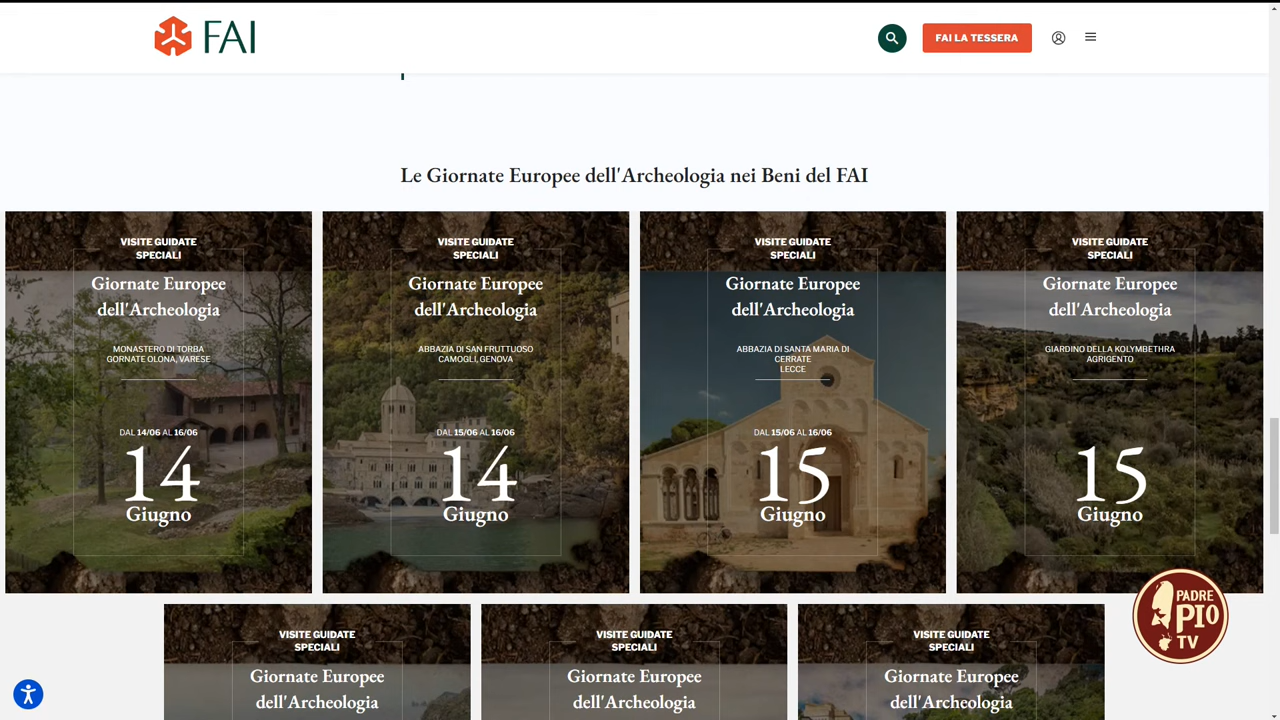 FAI
FAI LA TESSERA
Le Giornate Europee dell'Archeologia nei Beni del FAI
VISITE GUIDATE
SPECIALI
Giornate Europee
dell'Archeologia
MONASTERO DI TORBA
GORNATE OLONA, VARESE
DAL 14/06 AL 16/06
14
Giugno
VISITE GUIDATE
SPECIALI
Giornate Europee
dell'Archeologia
ABBAZIA DI SAN FRUTTUOSO
CAMOGLI, GENOVA
DAL 15/06 AL 16/06
14
Giugno
VISITE GUIDATE
SPECIALI
Giornate Europee
dell'Archeologia
ABBAZIA DI SANTA MARIA DI
CERRATE
LECCE
DAL 15/06 AL 16/06
15
Giugno
VISITE GUIDATE
SPECIALI
Giornate Europee
dell'Archeologia
GIARDINO DELLA KOLYMBETHRA
AGRIGENTO
15
Giugno
VISITE GUIDATE
SPECIALI
Giornate Europee
dell'Archeologia
VISITE GUIDATE
SPECIALI
Giornate Europee
dell'Archeologia
VISITE GUIDATE
SPECIALI
Giornate Europee
dell'Archeologia
PADRE
PIO
TV